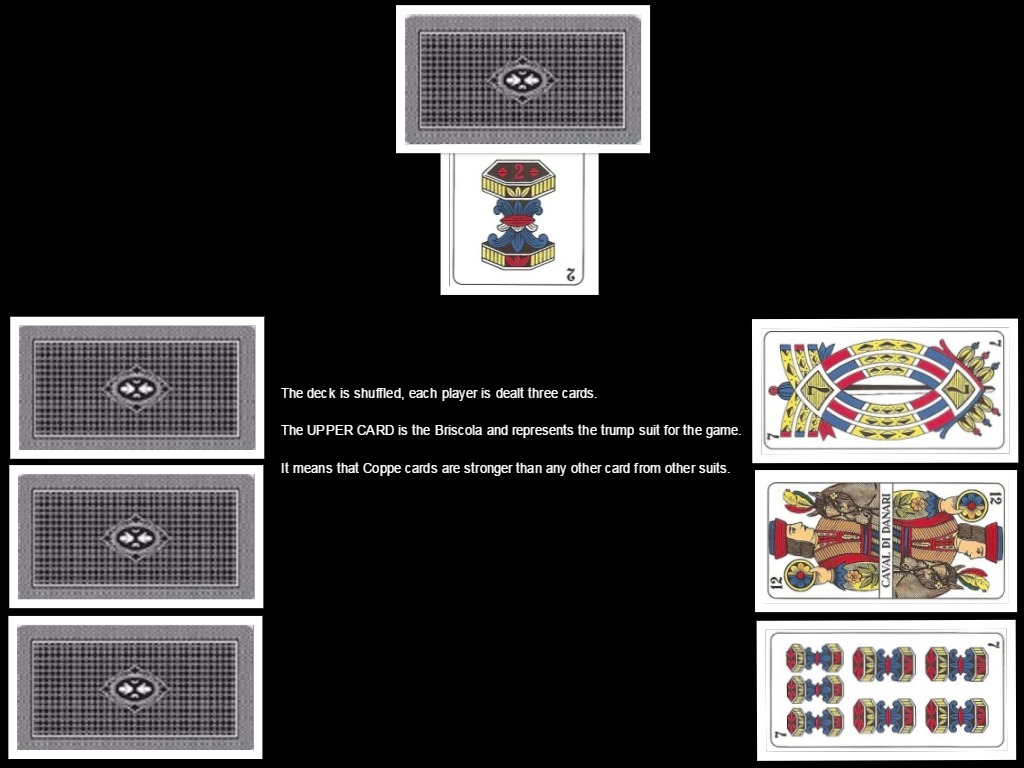 2
2
The deck is shuffled, each player is dealt three cards.
The UPPER CARD is the Briscola and represents the trump suit for the game.
It means that Coppe cards are stronger than any other card from other suits.
7
7
7
7
12
CAVAL DI DANARI
12
7
7